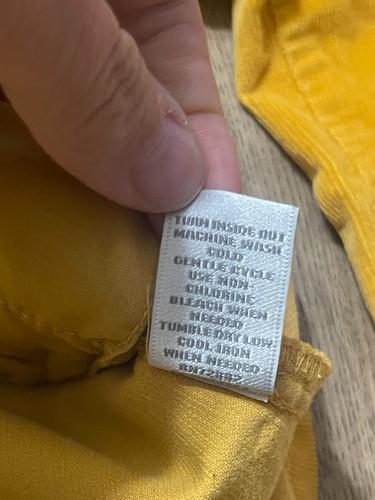 TURN INSIDE OUT
MACHINE WASH
COLD
GENTLE CYCLE
USE NON-
CHLORINE
BLEACH WHEN
NEEDED
TUMBLE DRY LOW
COOL IRON
WHEN NEEDED